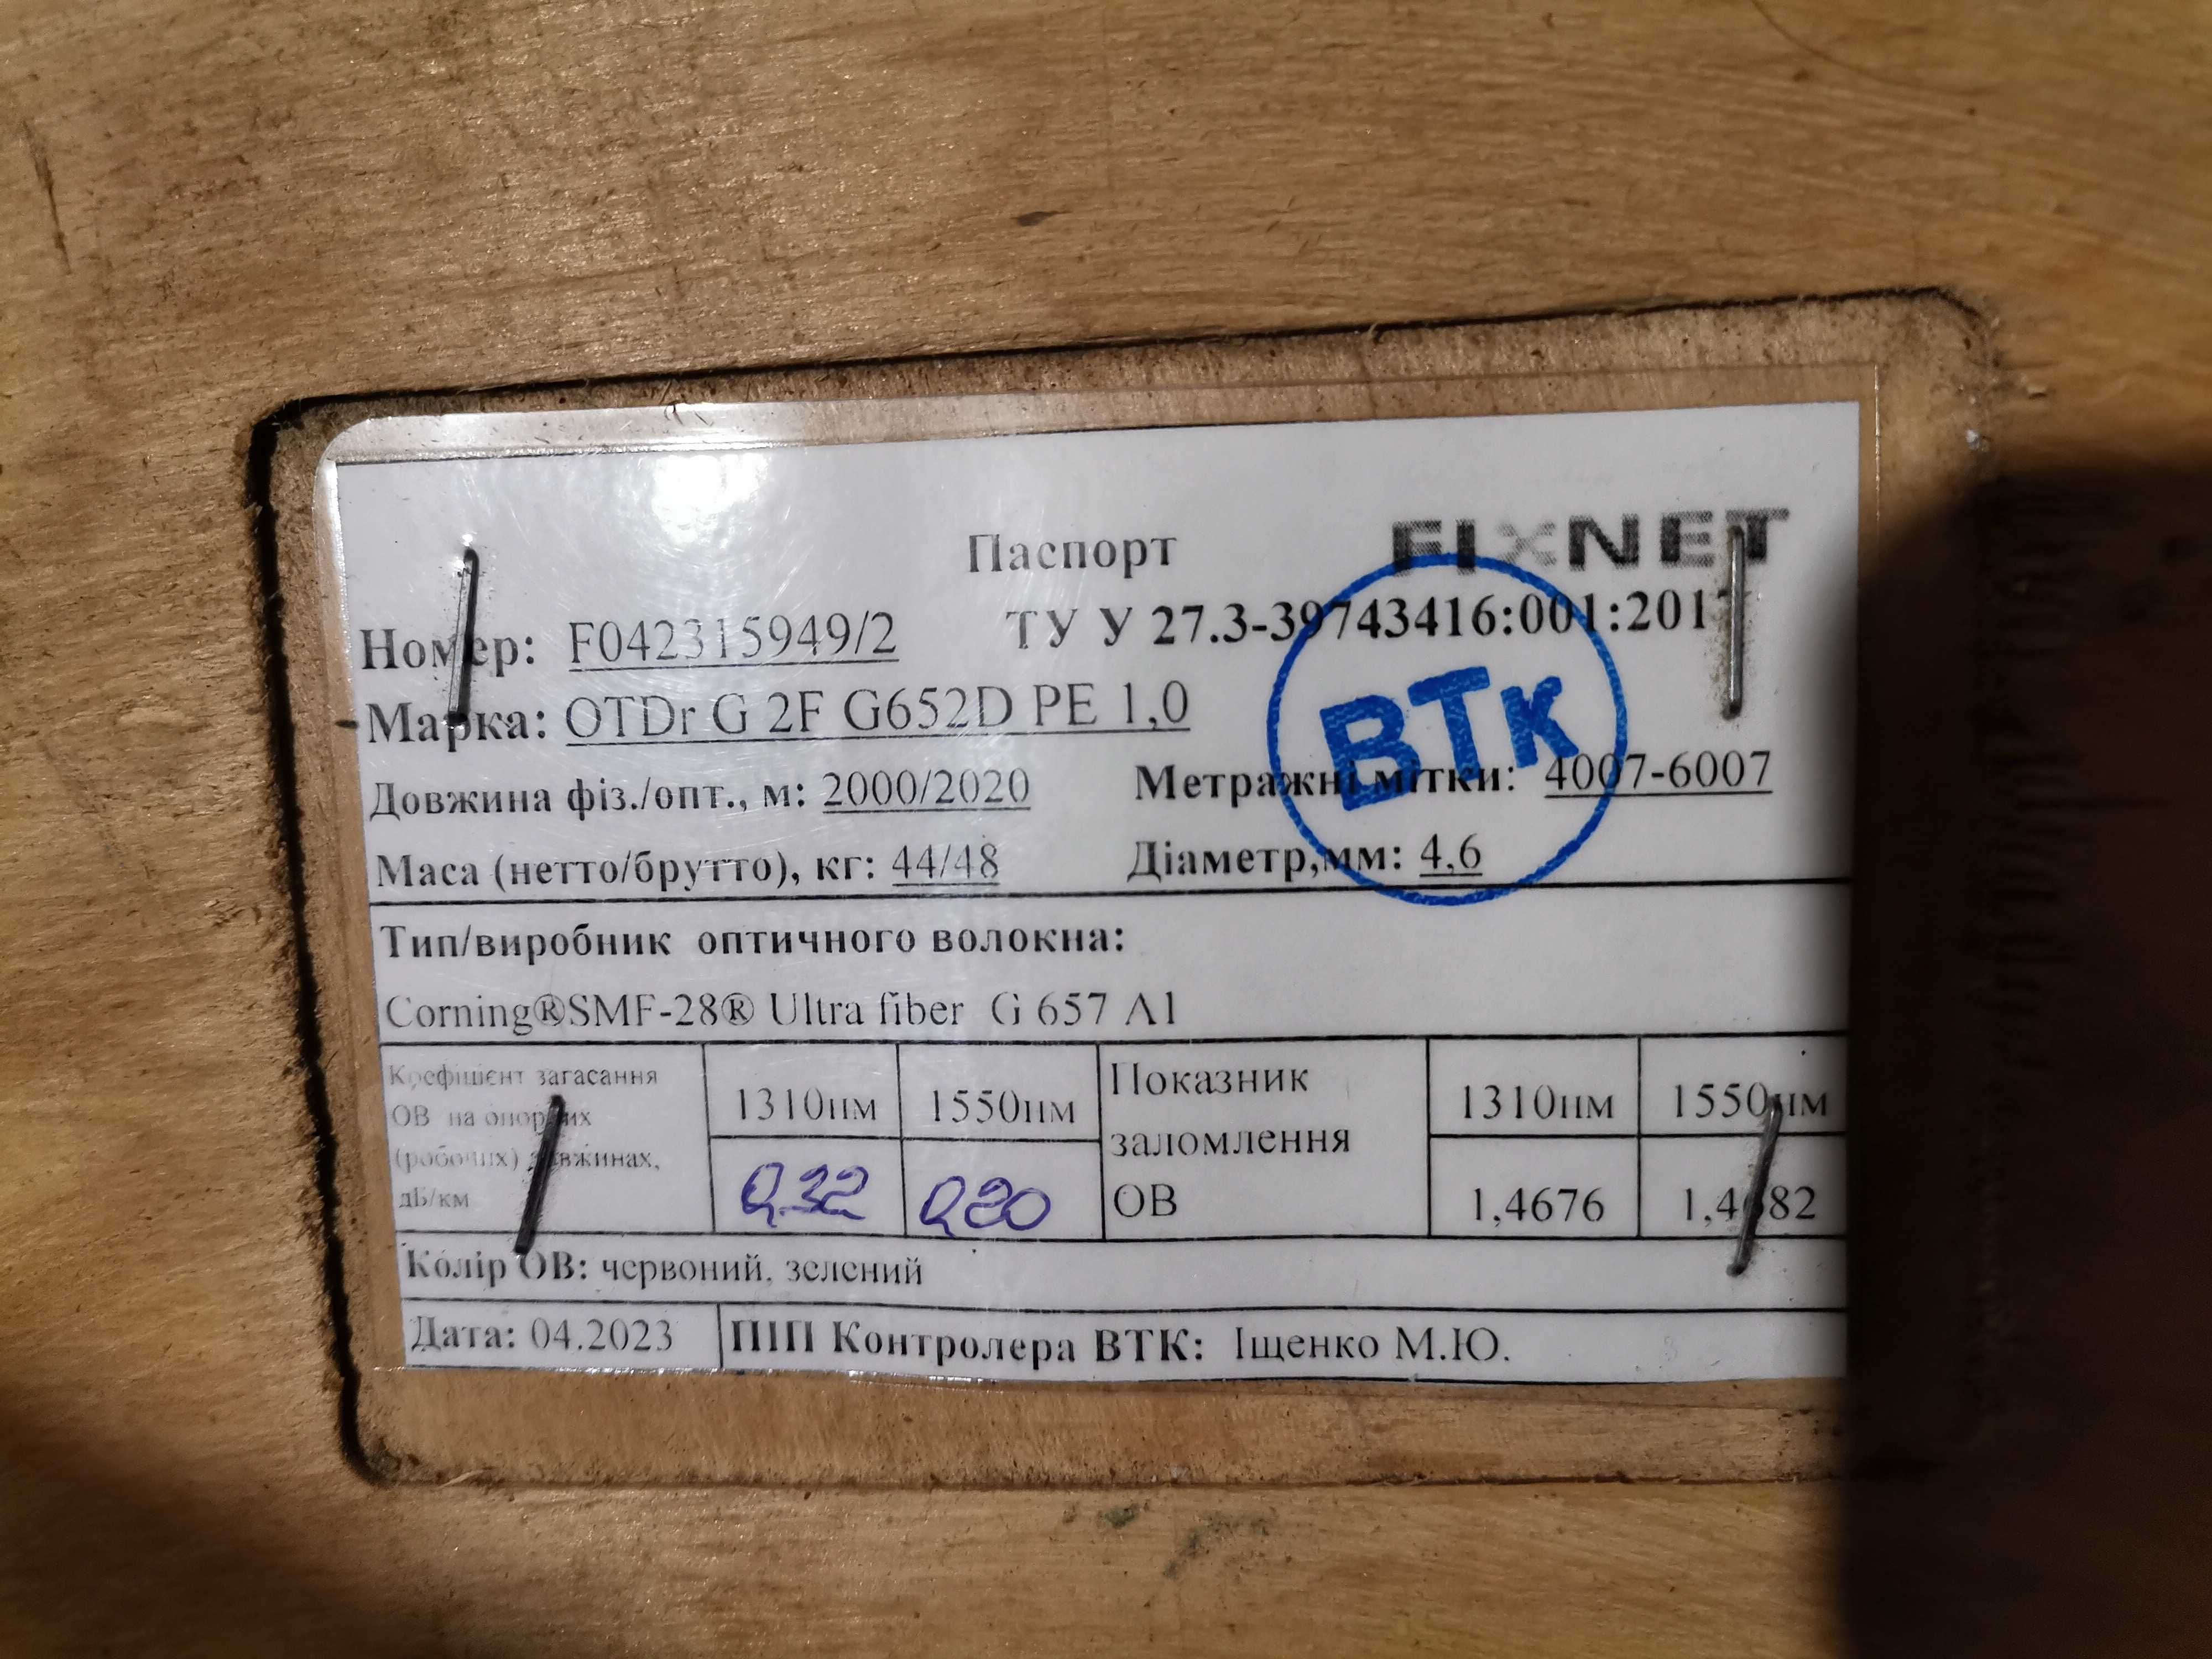 Паспорт FIXNET
Номер: F042315949/2 ТУ У 27.3-39743416:001:2017
Марка: OTDr G 2F G652D PE 1,0
ВТК
Довжина фіз./опт., м: 2000/2020 Метражні мітки: 4007-6007
Маса (нетто/брутто), кг: 44/48 Діаметр,мм: 4,6
Тип/виробник оптичного волокна:
Corning®SMF-28® Ultra fiber G 657 A1
Коефіцієнт загасання
ОВ на опорних
(робочих) довжинах,
дБ/км
1310нм 1550нм
0,32 0,20
Показник
заломлення
ОВ
1310нм 1550нм
1,4676 1,4682
Колір ОВ: червоний, зелений
Дата: 04.2023 ПІП Контролера ВТК: Іщенко М.Ю.